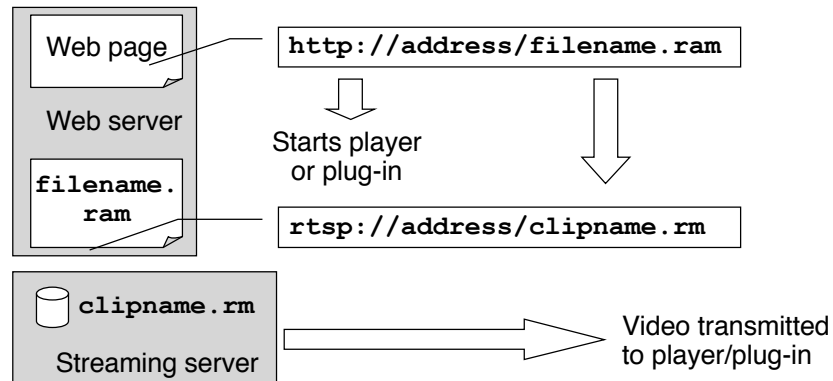 Web page
http://address/filename.ram
Web server
Starts player
or plug-in
filename.
ram
rtsp://address/clipname.rm
clipname.rm
Streaming server
Video transmitted
to player/plug-in